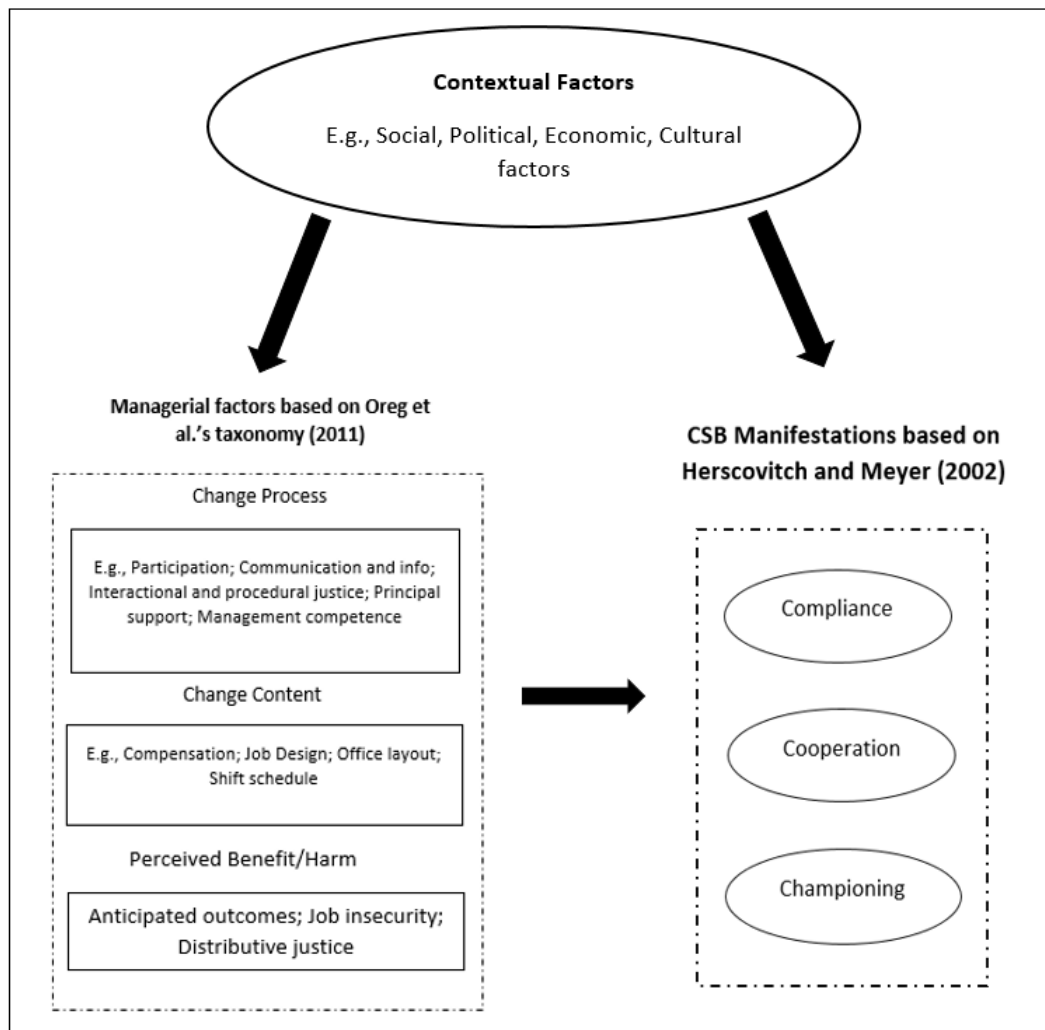 Contextual Factors
E.g., Social, Political, Economic, Cultural
factors
Managerial factors based on Oreg et
al.'s taxonomy (2011)
Change Process
E.g., Participation; Communication and info;
Interactional and procedural justice; Principal
support; Management competence
Change Content
E.g., Compensation; Job Design; Office layout;
Shift schedule
Perceived Benefit/Harm
Anticipated outcomes; Job insecurity;
Distributive justice
CSB Manifestations based on
Herscovitch and Meyer (2002)
Compliance
Cooperation
Championing